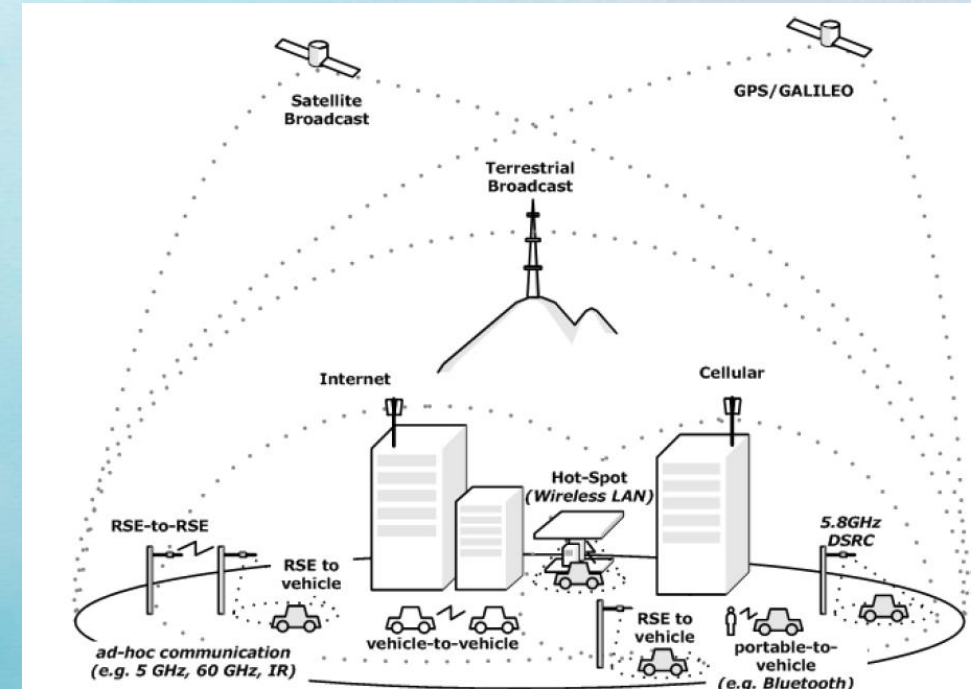 Satellite
Broadcast
GPS/GALILEO
Terrestrial
Broadcast
Internet
Cellular
Hot-Spot
(Wireless LAN)
RSE-to-RSE
5.8GHz
DSRC
RSE to
vehicle
vehicle-to-vehicle
RSE to
vehicle
portable-to-
vehicle
(e.g. Bluetooth)
ad-hoc communication
(e.g. 5 GHz, 60 GHz, IR)